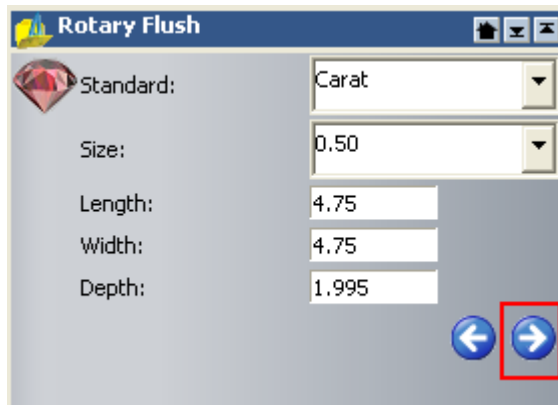 Rotary Flush
Standard: Carat
Size: 0.50
Length: 4.75
Width: 4.75
Depth: 1.995